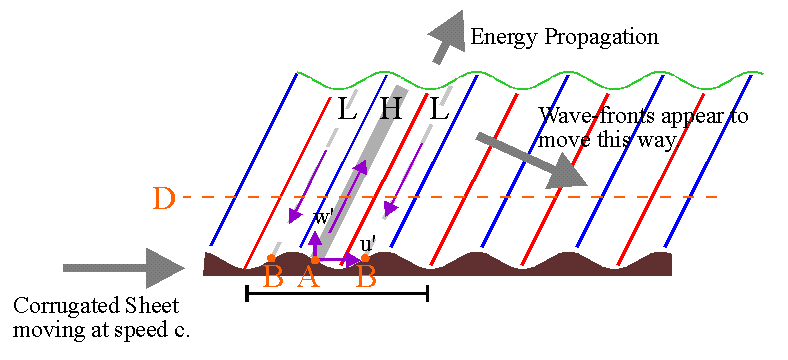 Energy Propagation
L H L
Wave-fronts appear to
move this way.
D
w'
u'
B A B
Corrugated Sheet
moving at speed c.